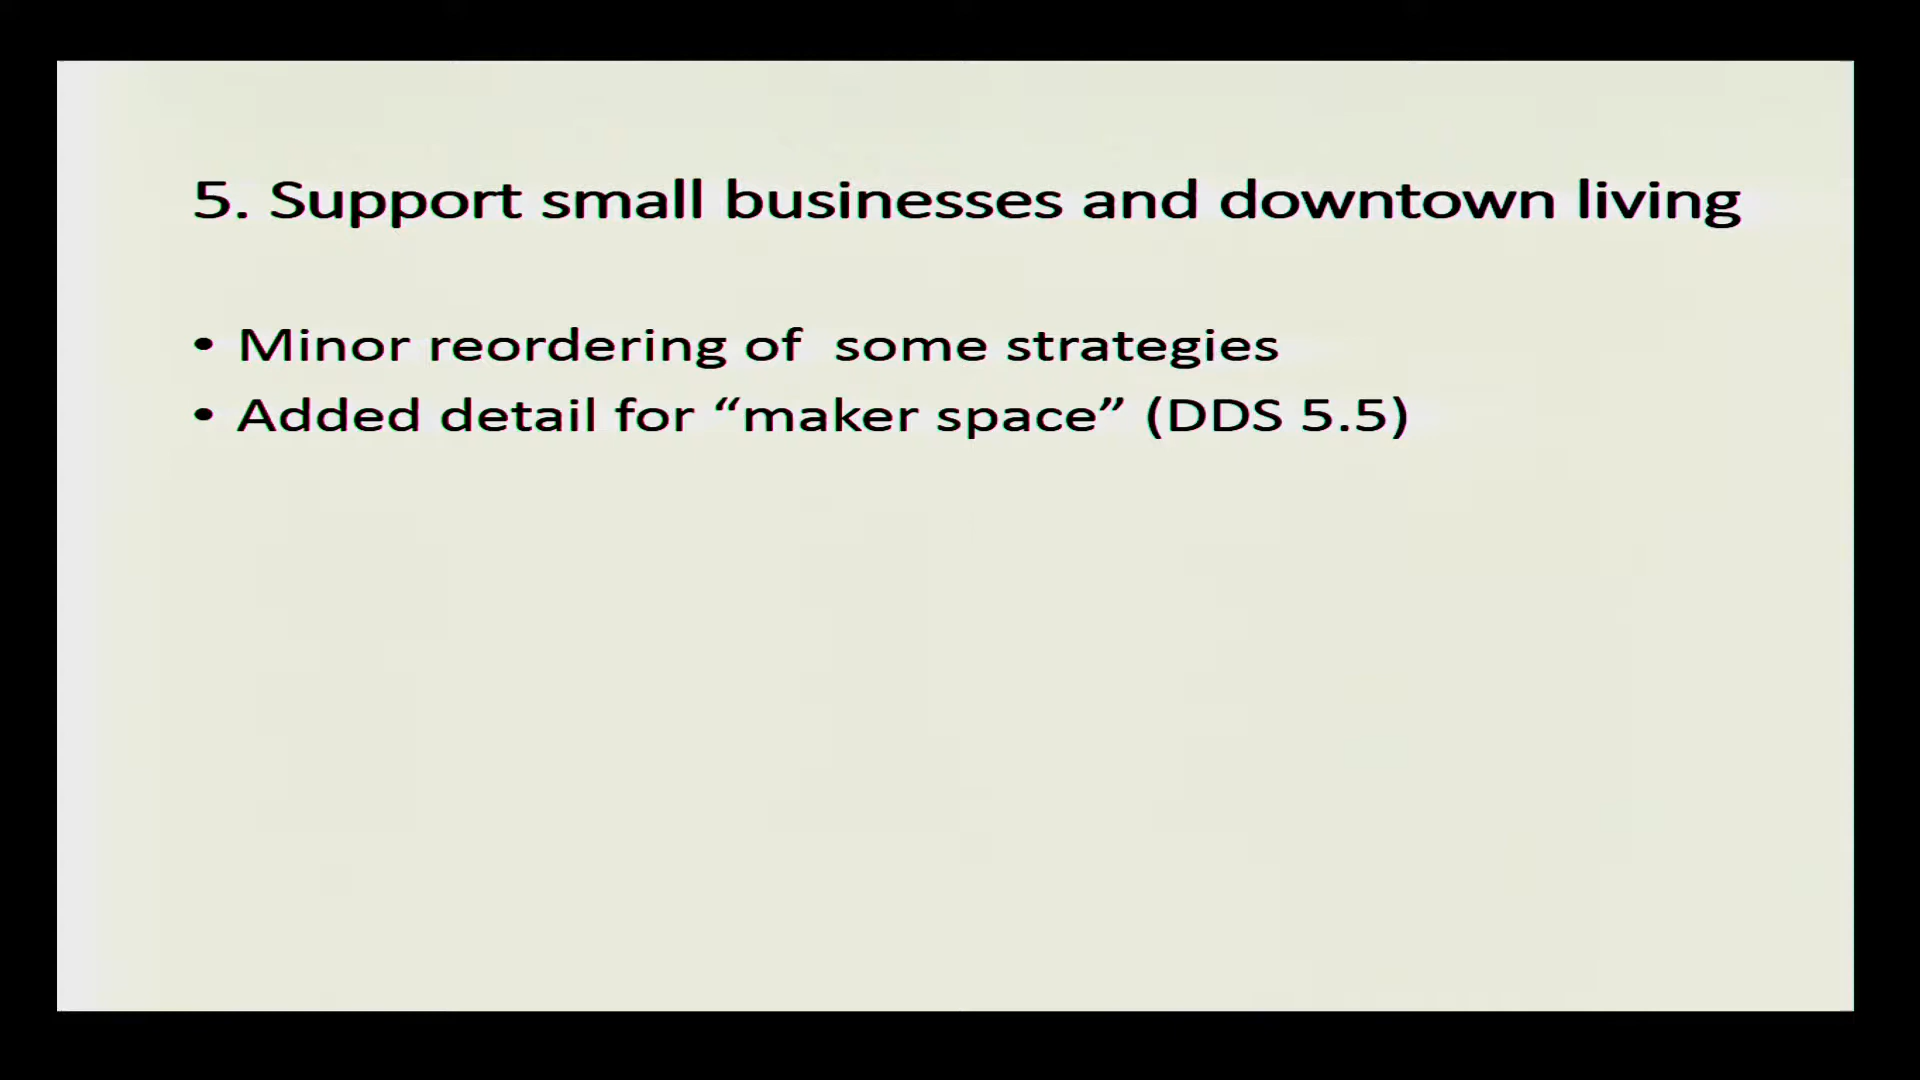 5. Support small businesses and downtown living
• Minor reordering of  some strategies
• Added detail for “maker space” (DDS 5.5)